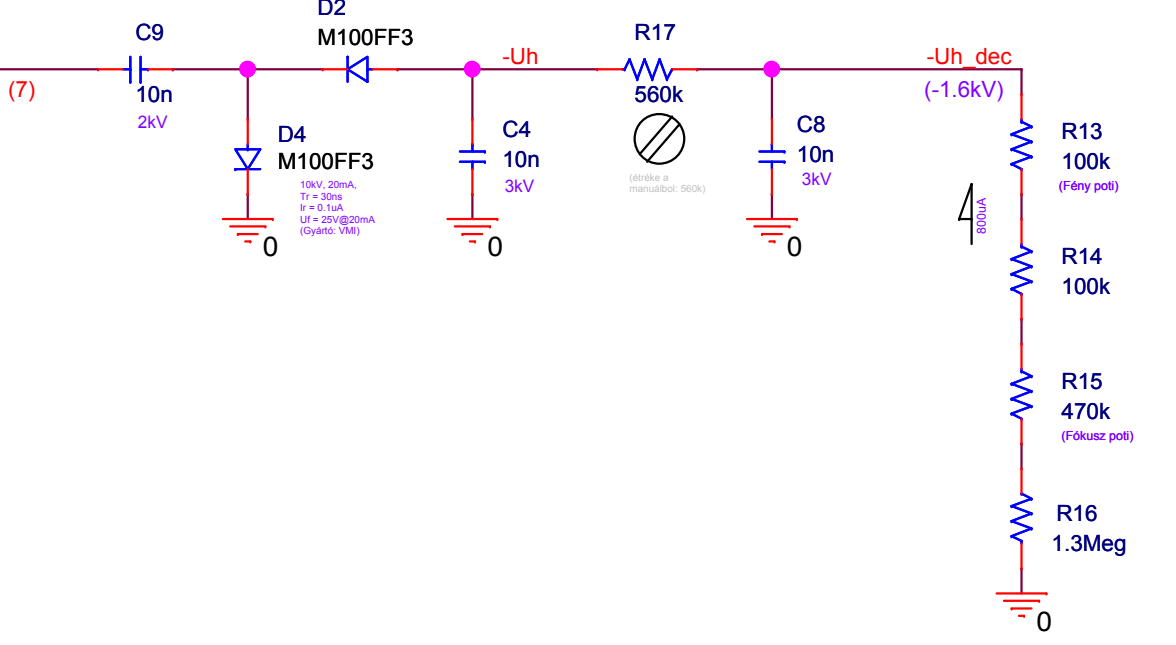 D2
C9
M100FF3
R17
-Uh
-Uh_dec
(7)
10n
560k
(-1.6kV)
2kV
D4
M100FF3
C4
10n
3kV
C8
10n
3kV
R13
100k
(Fény poti)
10kV, 20mA,
Tr = 30ns
Ir = 0.1uA
Uf = 25V@20mA
(Gyártó: VMI)
(étréke a
manuálbol: 560k)
800uA
0
0
0
R14
100k
R15
470k
(Fókusz poti)
R16
1.3Meg
0